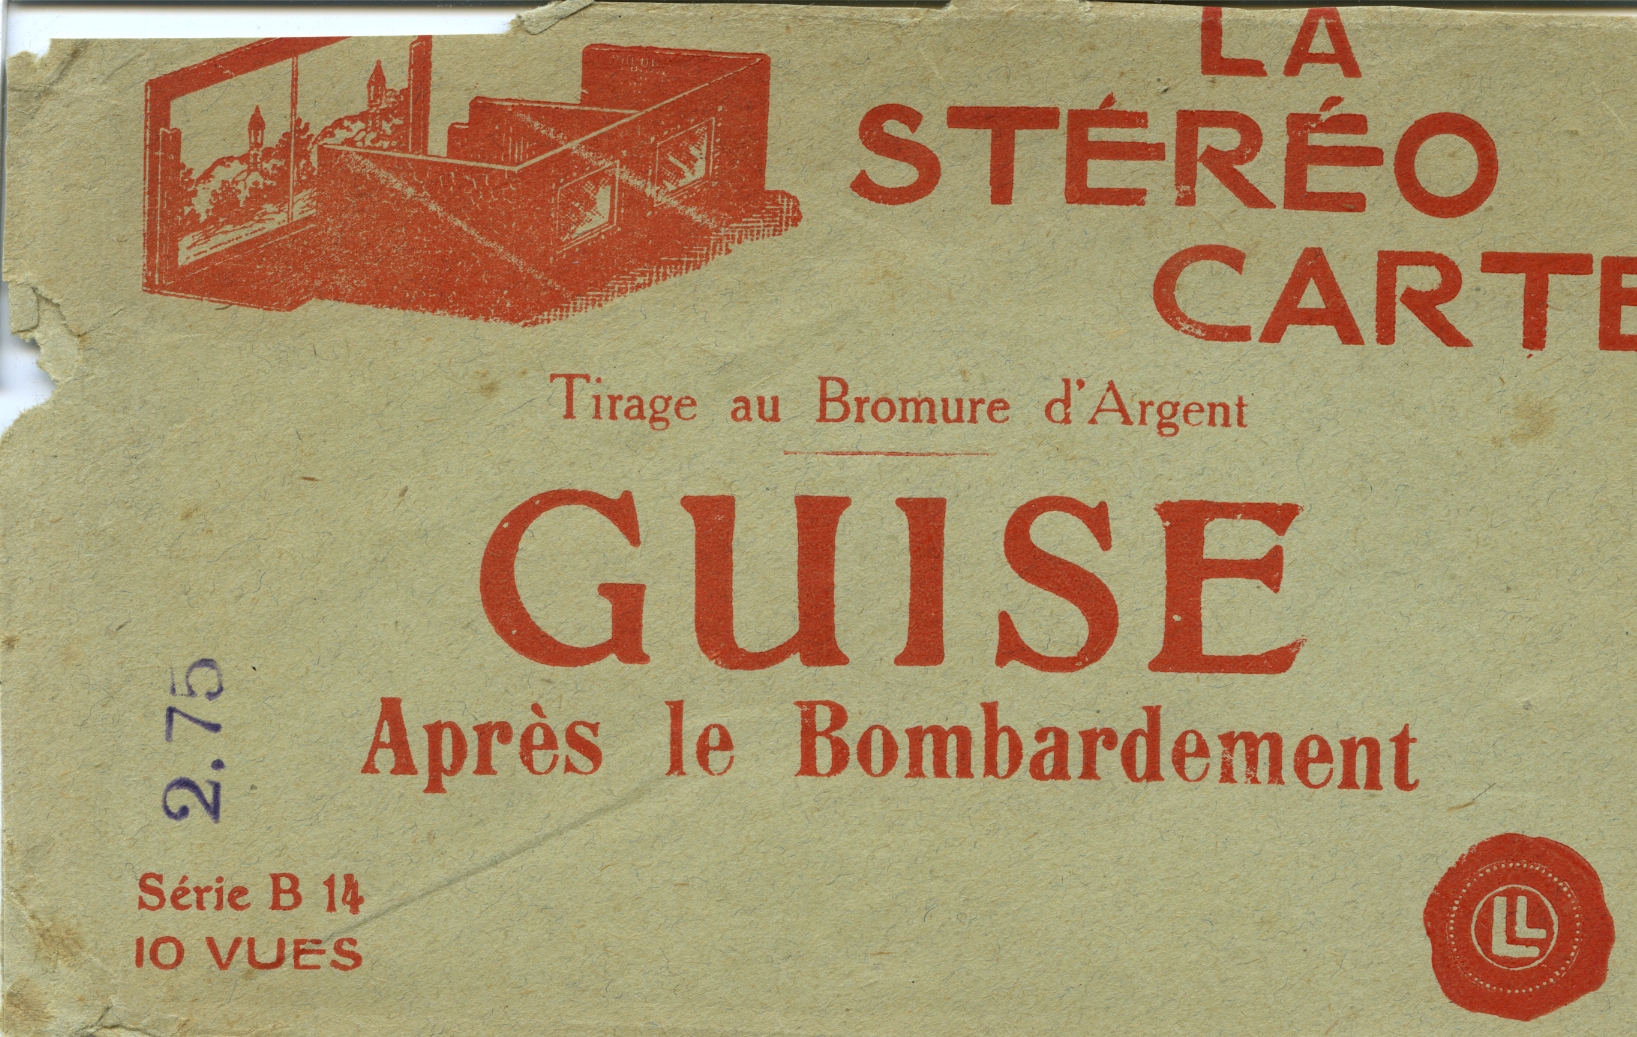 LA
STÉRÉO
CARTE
Tirage au Bromure d'Argent
GUISE
Après le Bombardement
2.75
Série B 14
10 VUES
LL